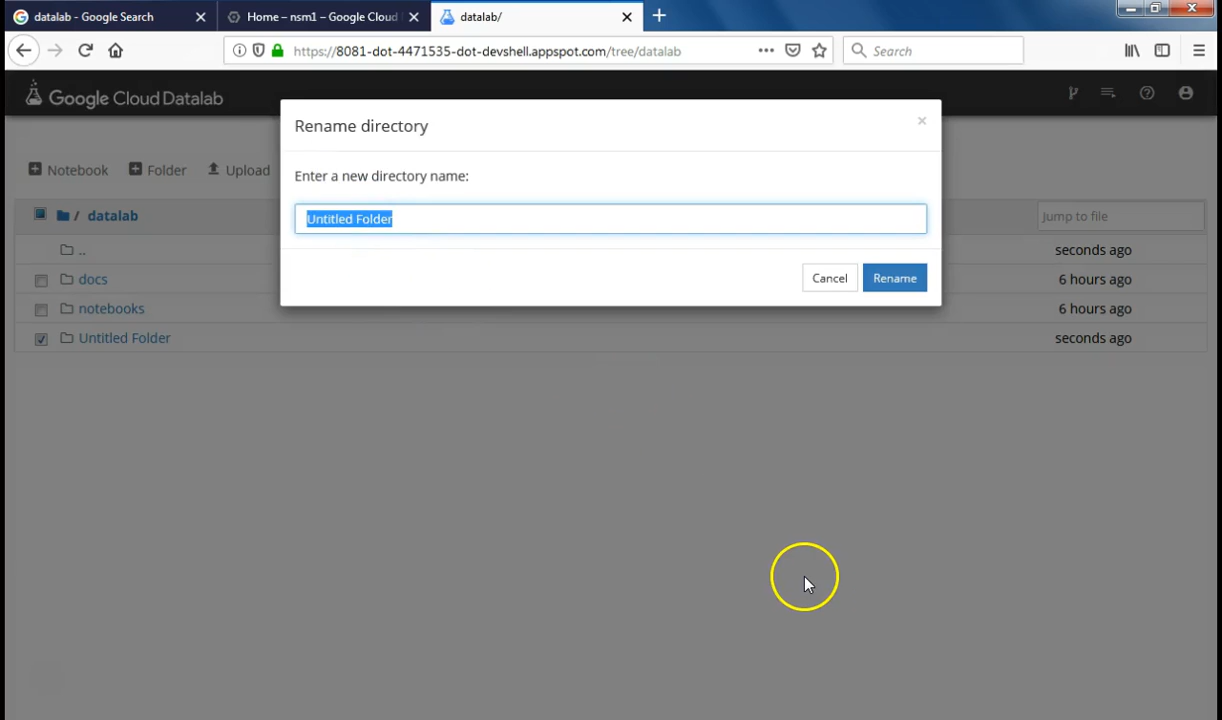 datalab - Google Search
Home – nsm1 – Google Cloud
datalab/
https://8081-dot-4471535-dot-devshell.appspot.com/tree/datalab
Search
Google Cloud Datalab
Rename directory
×
Enter a new directory name:
Untitled Folder
Cancel
Rename
Notebook
Folder
Upload
/ datalab
Jump to file
..
seconds ago
docs
6 hours ago
notebooks
6 hours ago
Untitled Folder
seconds ago